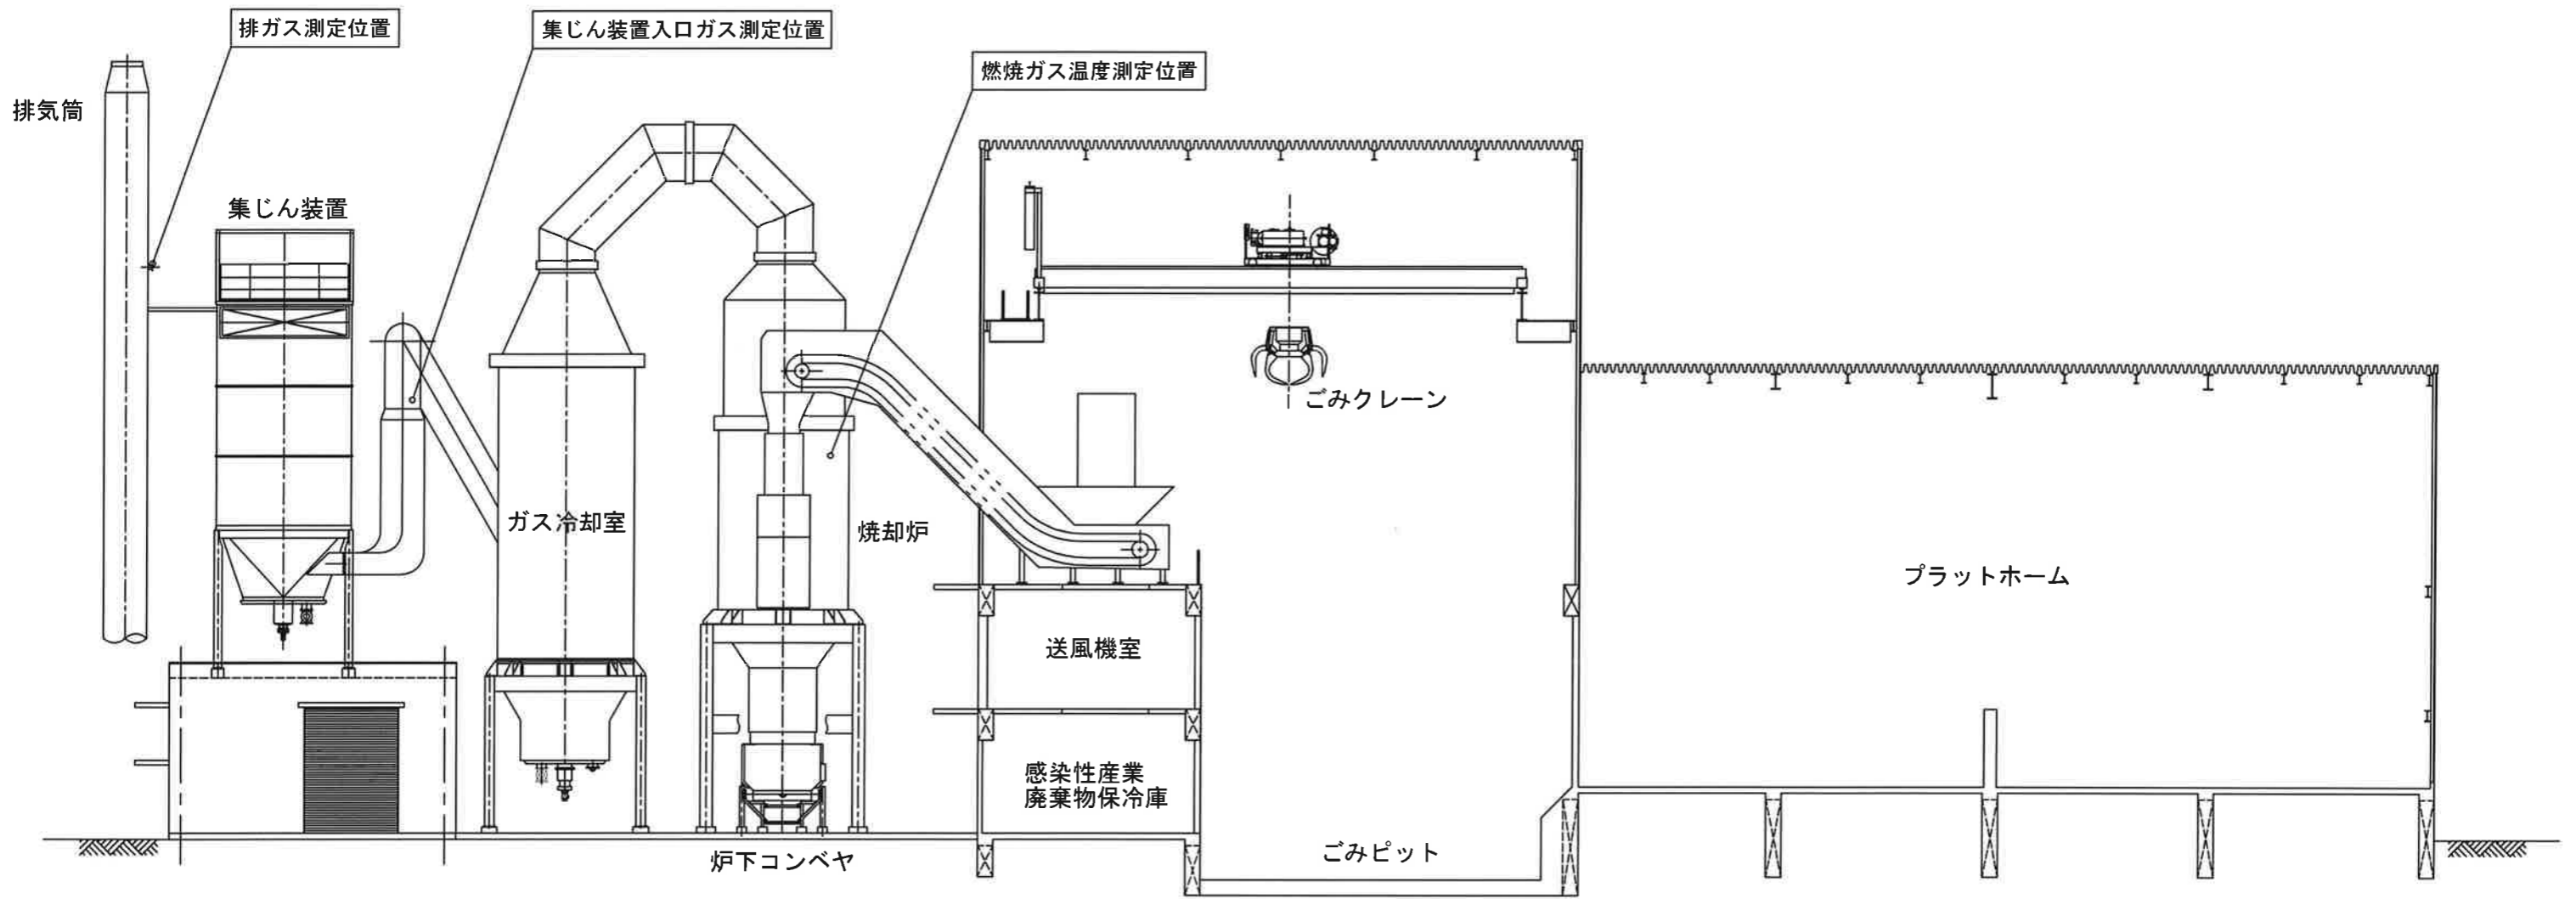 排ガス測定位置
集じん装置入口ガス測定位置
燃焼ガス温度測定位置
排気筒
集じん装置
ごみクレーン
ガス冷却室
焼却炉
プラットホーム
送風機室
感染性産業
廃棄物保冷庫
炉下コンベヤ
ごみピット